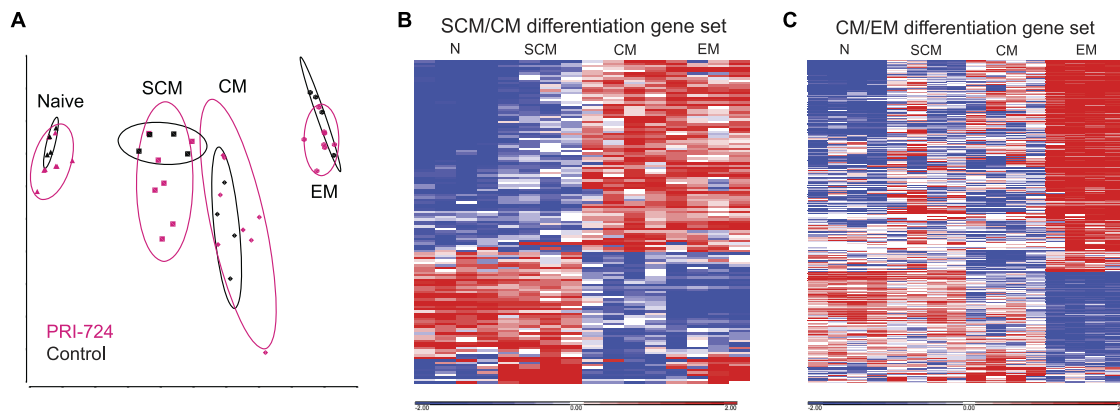 A
Naive
SCM
CM
EM
PRI-724
Control
B
SCM/CM differentiation gene set
N SCM CM EM
-2.00 0.00 2.00
C
CM/EM differentiation gene set
N SCM CM EM
-2.00 0.00